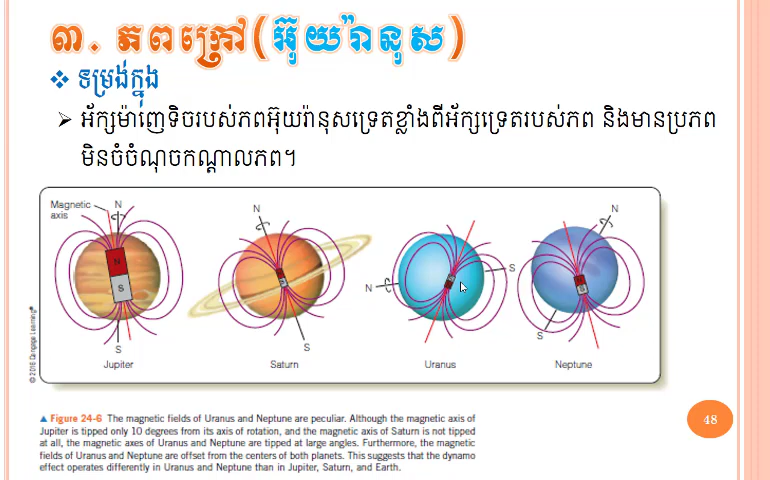 ៣. ភពក្រៅ(អ៊ុយរ៉ានុស)
ទម្រង់ក្នុង
អ័ក្សម៉ាញេទិចរបស់ភពអ៊ុយរ៉ានុសទ្រេតខ្លាំងពីអ័ក្សទ្រេតរបស់ភព និងមានប្រភព
មិនចំចំណុចកណ្ដាលភព។
Magnetic
axis
N
N
N
N
S
S
S
N
S
S
S
Jupiter
Saturn
Uranus
Neptune
© 2016 Cengage Learning®
▲ Figure 24-6 The magnetic fields of Uranus and Neptune are peculiar. Although the magnetic axis of
Jupiter is tipped only 10 degrees from its axis of rotation, and the magnetic axis of Saturn is not tipped
at all, the magnetic axes of Uranus and Neptune are tipped at large angles. Furthermore, the magnetic
fields of Uranus and Neptune are offset from the centers of both planets. This suggests that the dynamo
effect operates differently in Uranus and Neptune than in Jupiter, Saturn, and Earth.
48